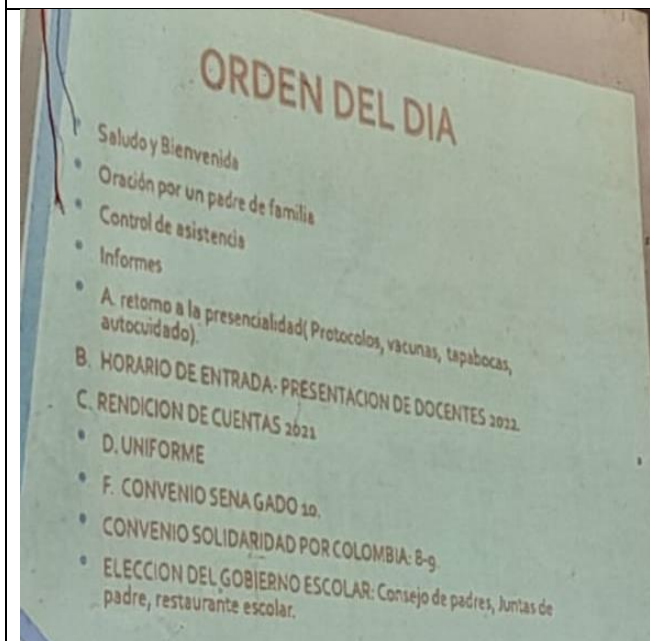 ORDEN DEL DIA
• Saludo y Bienvenida
• Oración por un padre de familia
• Control de asistencia
• Informes
• A. retorno a la presencialidad( Protocolos, vacunas, tapabocas,
autocuidado).
B. HORARIO DE ENTRADA- PRESENTACION DE DOCENTES 2022.
C. RENDICION DE CUENTAS 2021
• D. UNIFORME
• F. CONVENIO SENA GADO 10.
• CONVENIO SOLIDARIDAD POR COLOMBIA: 8-9
• ELECCION DEL GOBIERNO ESCOLAR: Consejo de padres, Juntas de
padre, restaurante escolar.